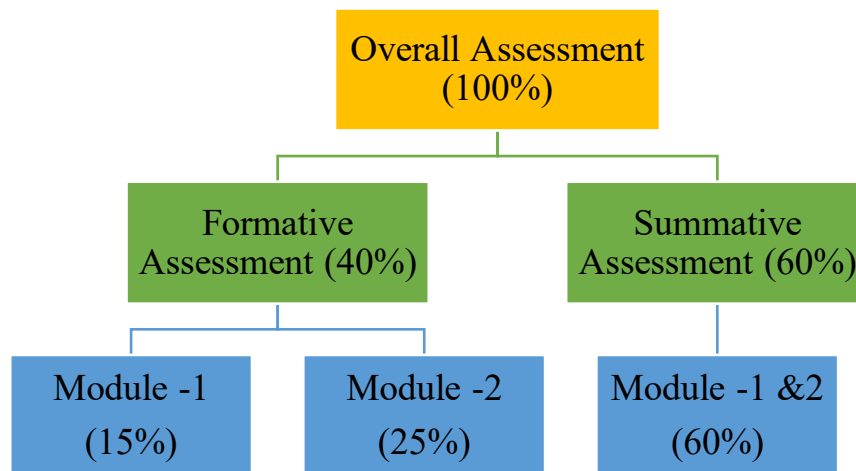 Overall Assessment
(100%)
Formative
Assessment (40%)
Summative
Assessment (60%)
Module -1
(15%)
Module -2
(25%)
Module -1 &2
(60%)